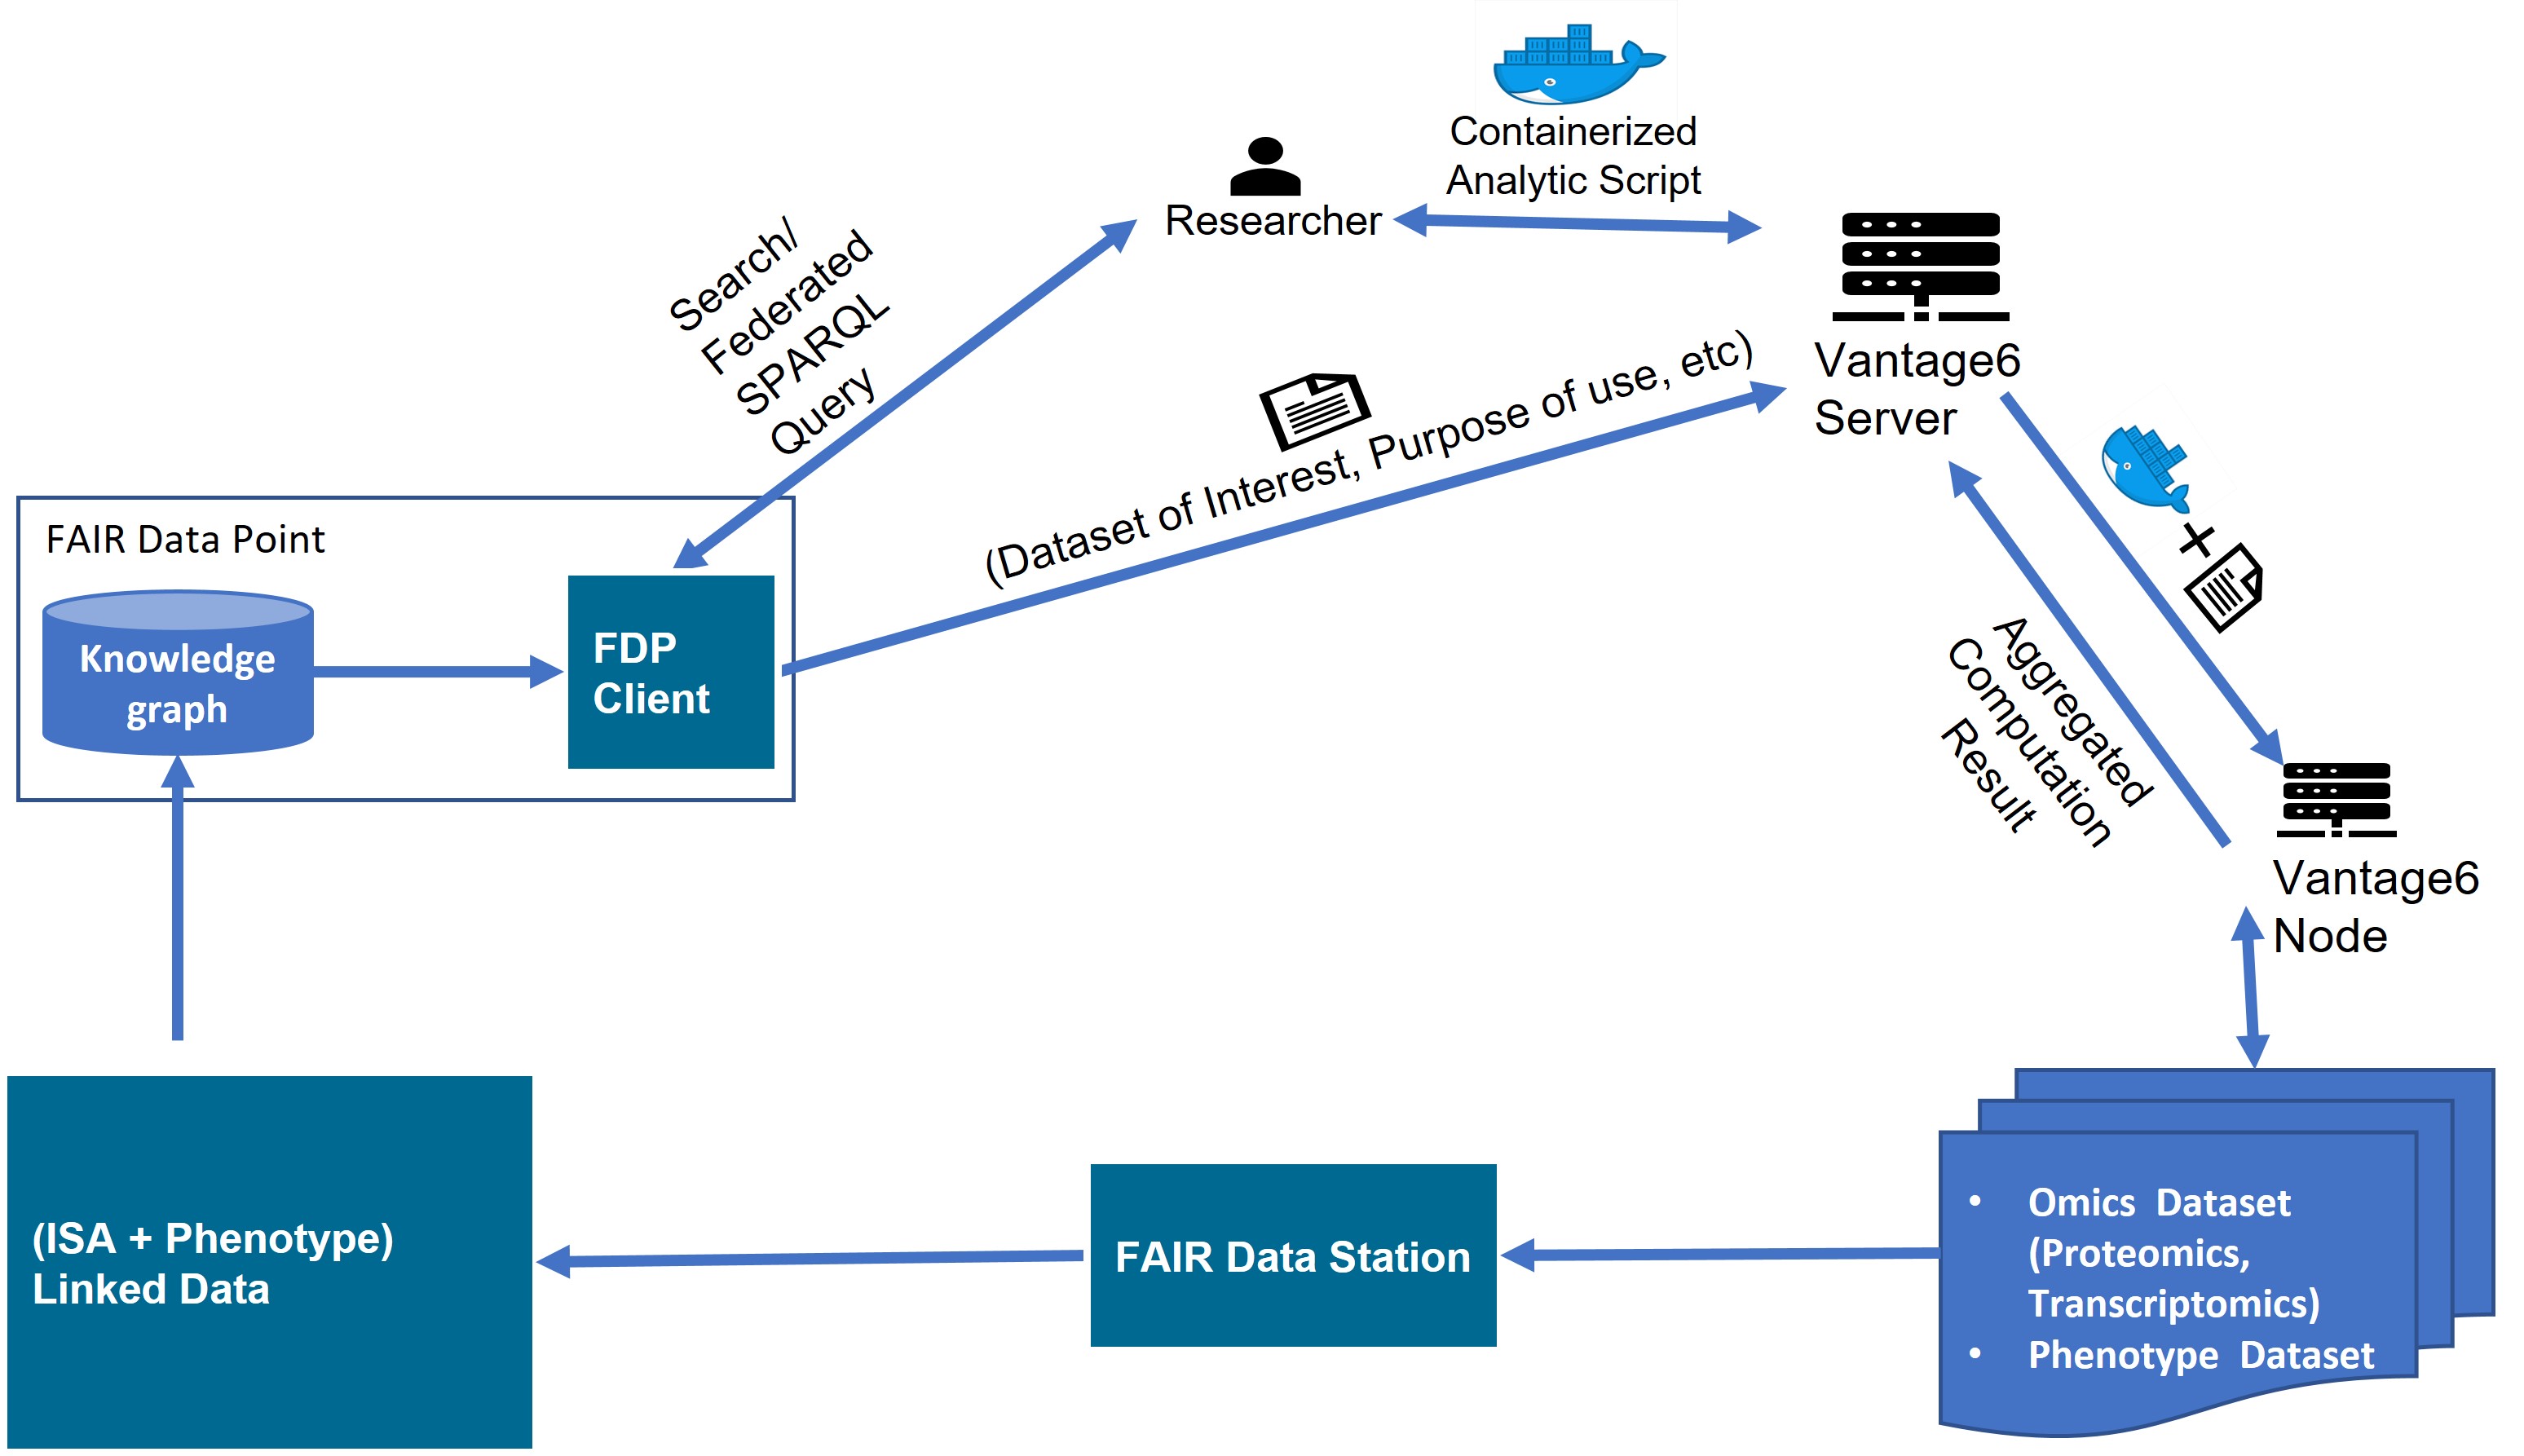 Containerized
Analytic Script
Researcher
Search/
Federated
SPARQL
Query
Vantage6
Server
(Dataset of Interest, Purpose of use, etc)
FAIR Data Point
Knowledge
graph
FDP
Client
+
Aggregated
Computation
Result
Vantage6
Node
(ISA + Phenotype)
Linked Data
FAIR Data Station
• Omics Dataset
(Proteomics,
Transcriptomics)
• Phenotype Dataset